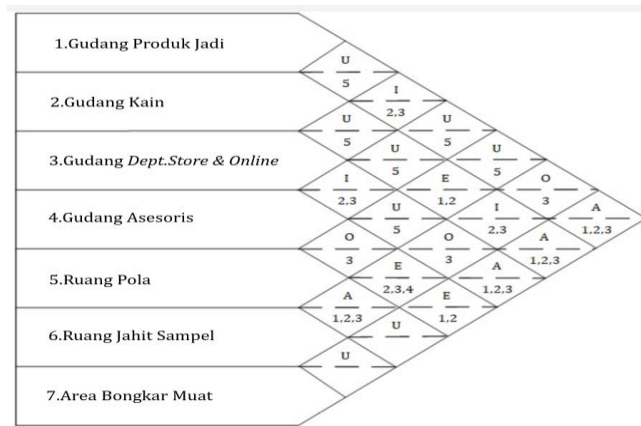 1.Gudang Produk Jadi
U
5
I
2,3
2.Gudang Kain
U
5
U
5
U
5
U
5
3.Gudang Dept.Store & Online
I
2,3
E
1,2
O
3
U
5
I
2,3
A
1,2,3
4.Gudang Asesoris
O
3
O
3
A
1,2,3
5.Ruang Pola
E
2,3,4
A
1,2,3
A
1,2,3
E
1,2
6.Ruang Jahit Sampel
U
U
7.Area Bongkar Muat